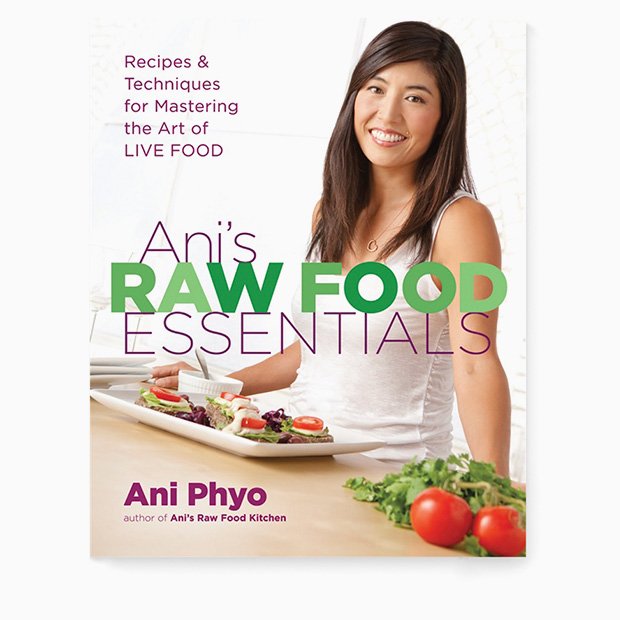 Recipes &
Techniques
for Mastering
the Art of
LIVE FOOD
Ani's
RAW FOOD
ESSENTIALS
Ani Phyo
author of Ani's Raw Food Kitchen